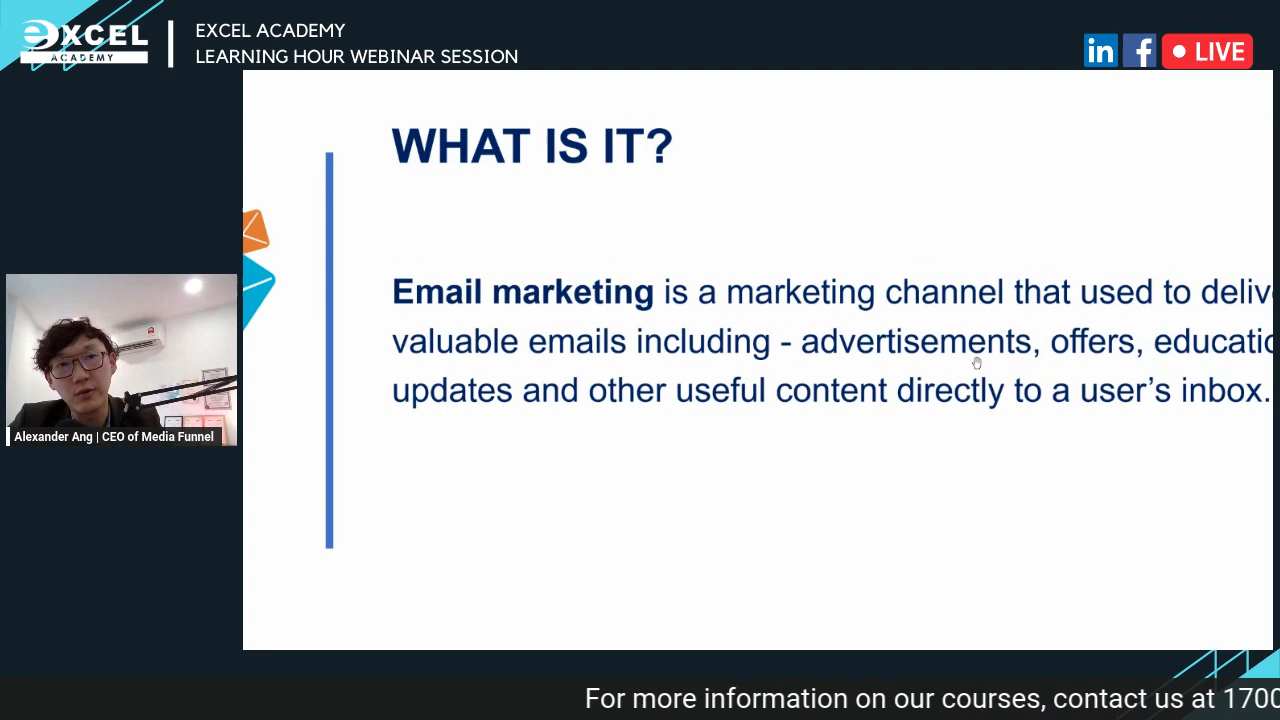 eXCEL
ACADEMY
EXCEL ACADEMY
LEARNING HOUR WEBINAR SESSION
in f LIVE
WHAT IS IT?
Email marketing is a marketing channel that used to deliv
valuable emails including - advertisements, offers, educatio
updates and other useful content directly to a user’s inbox.
Alexander Ang | CEO of Media Funnel
For more information on our courses, contact us at 1700